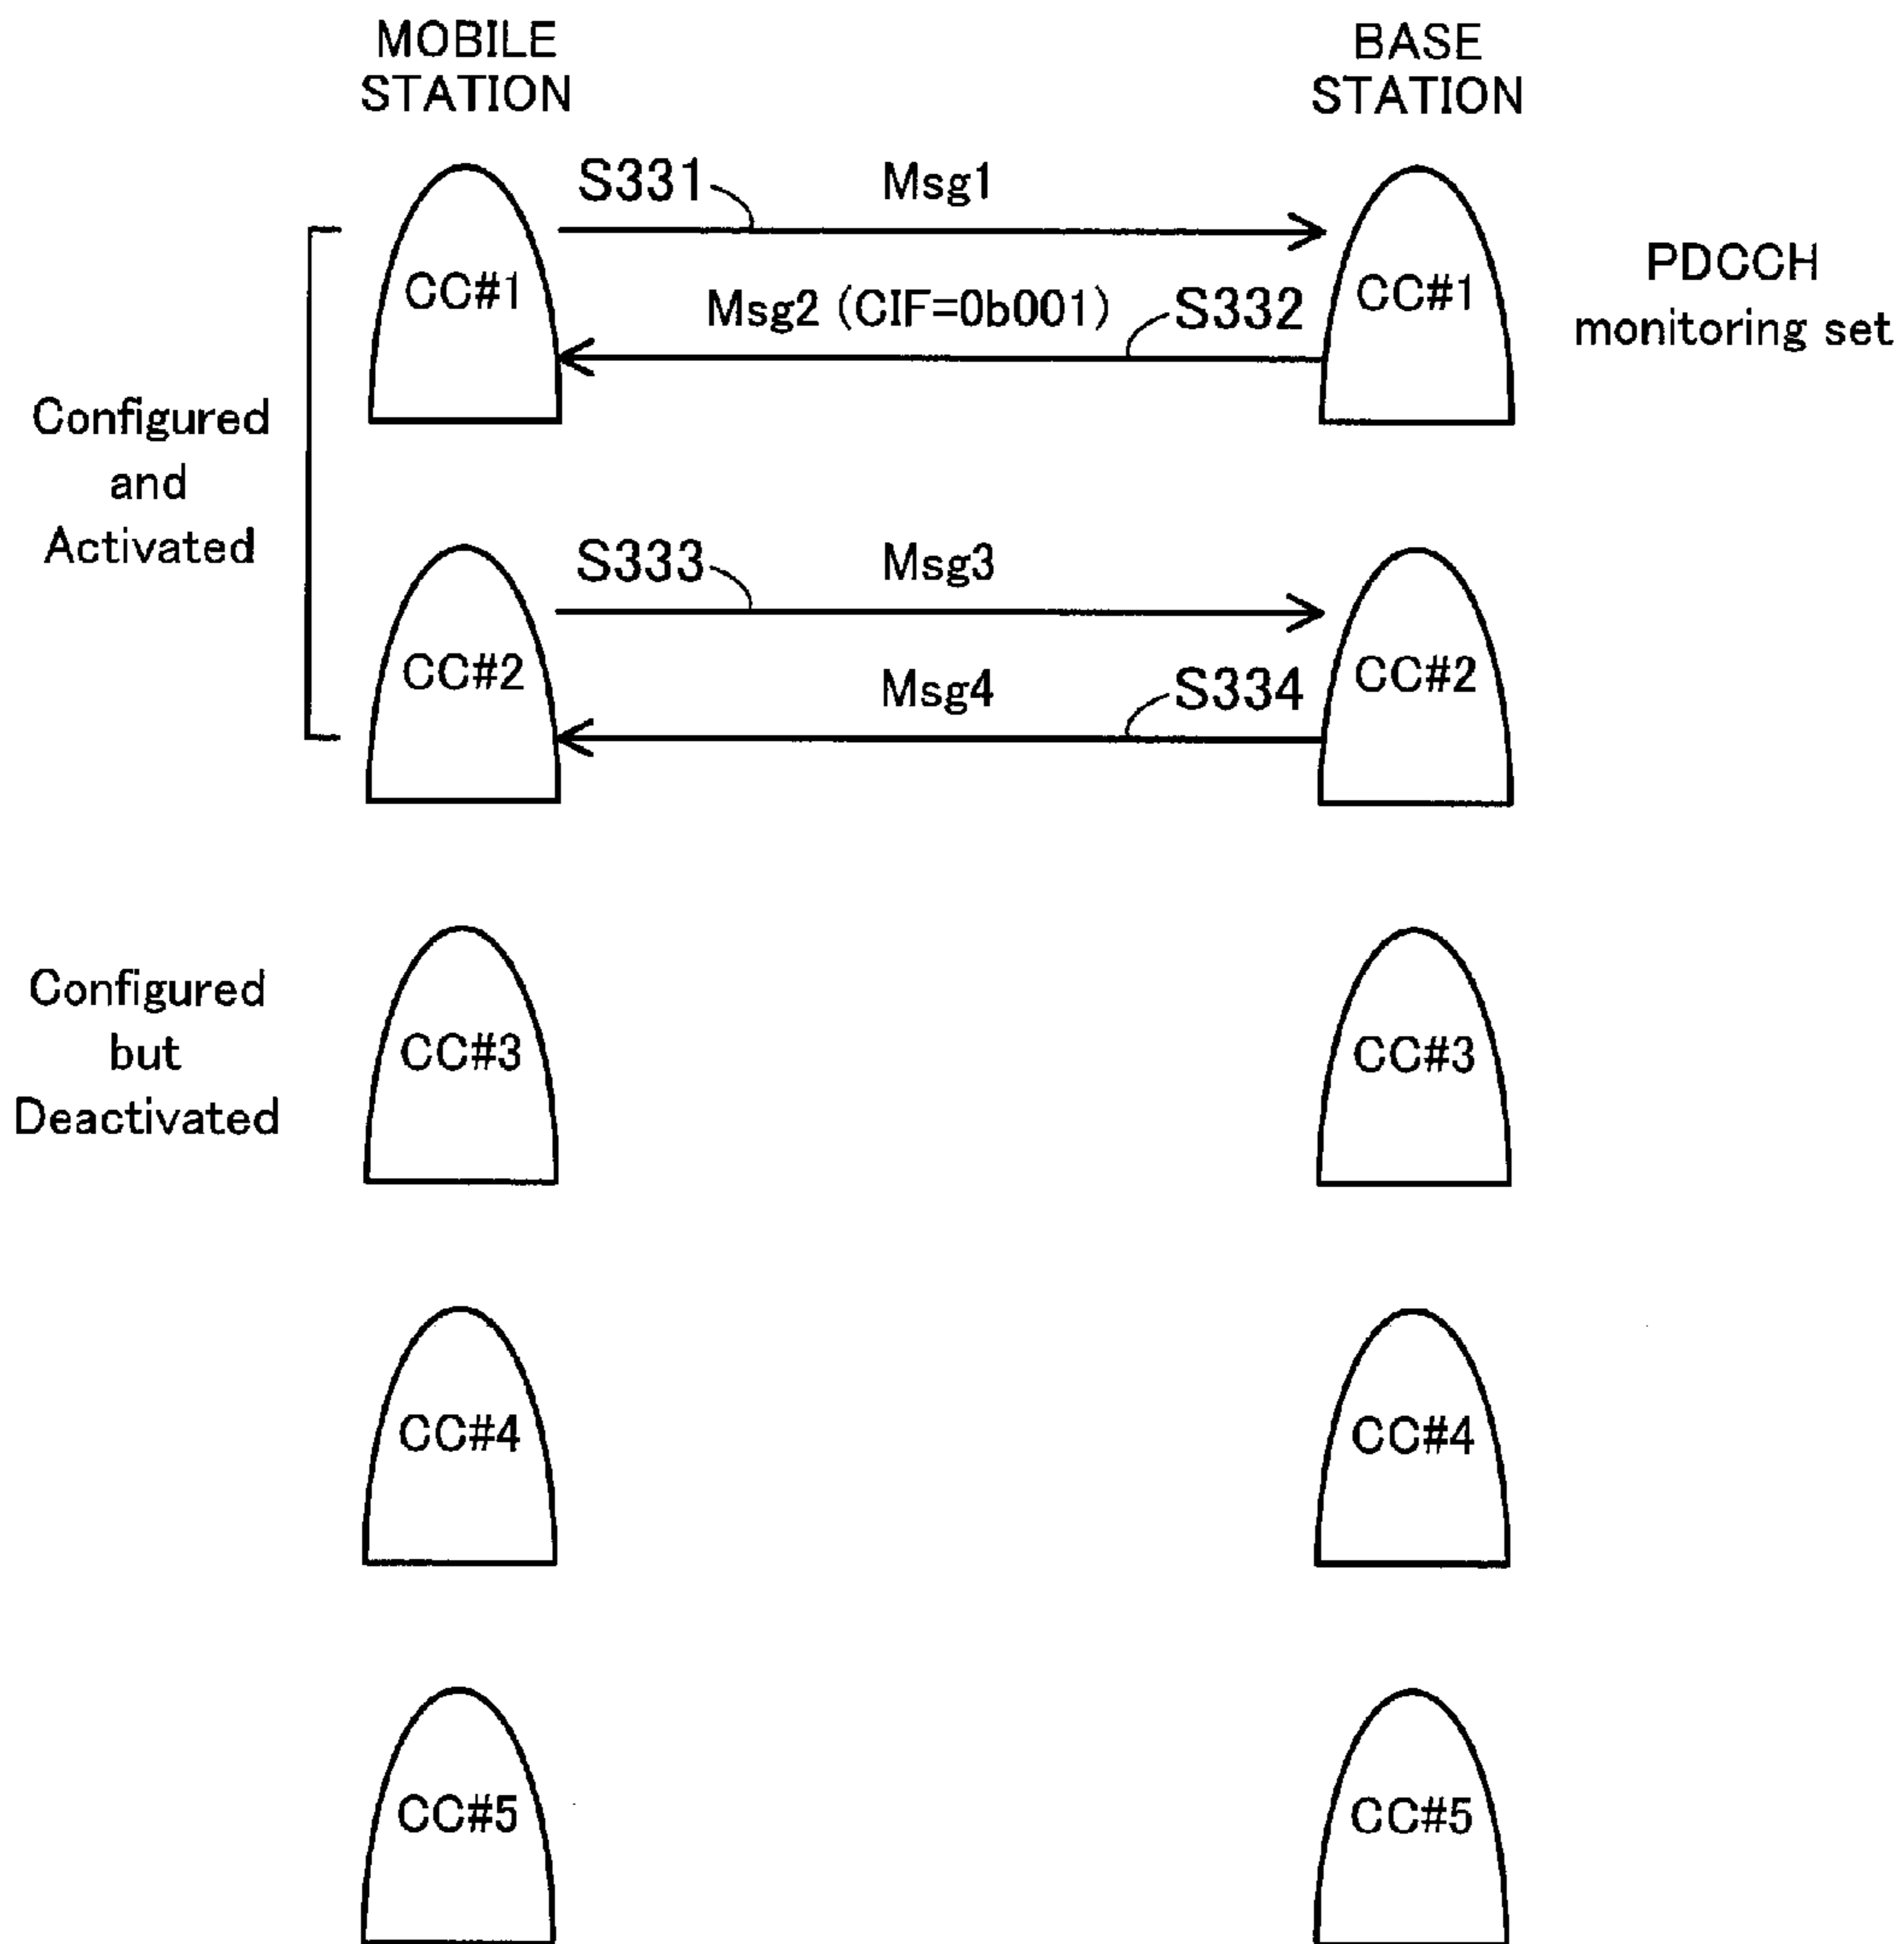 MOBILE
STATION
BASE
STATION
S331
Msg1
CC#1
CC#1
PDCCH
monitoring set
Msg2 (CIF=0b001)
S332
Configured
and
Activated
S333
Msg3
CC#2
CC#2
Msg4
S334
Configured
but
Deactivated
CC#3
CC#3
CC#4
CC#4
CC#5
CC#5